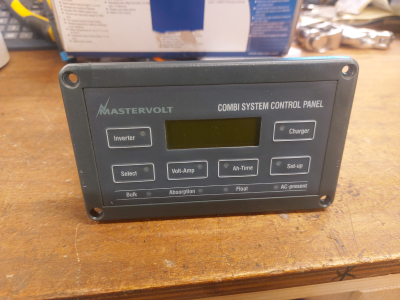 MASTERVOLT
COMBI SYSTEM CONTROL PANEL
Inverter
Charger
Select
Volt-Amp
Ah-Time
Set-up
Bulk
Absorption
Float
AC-present